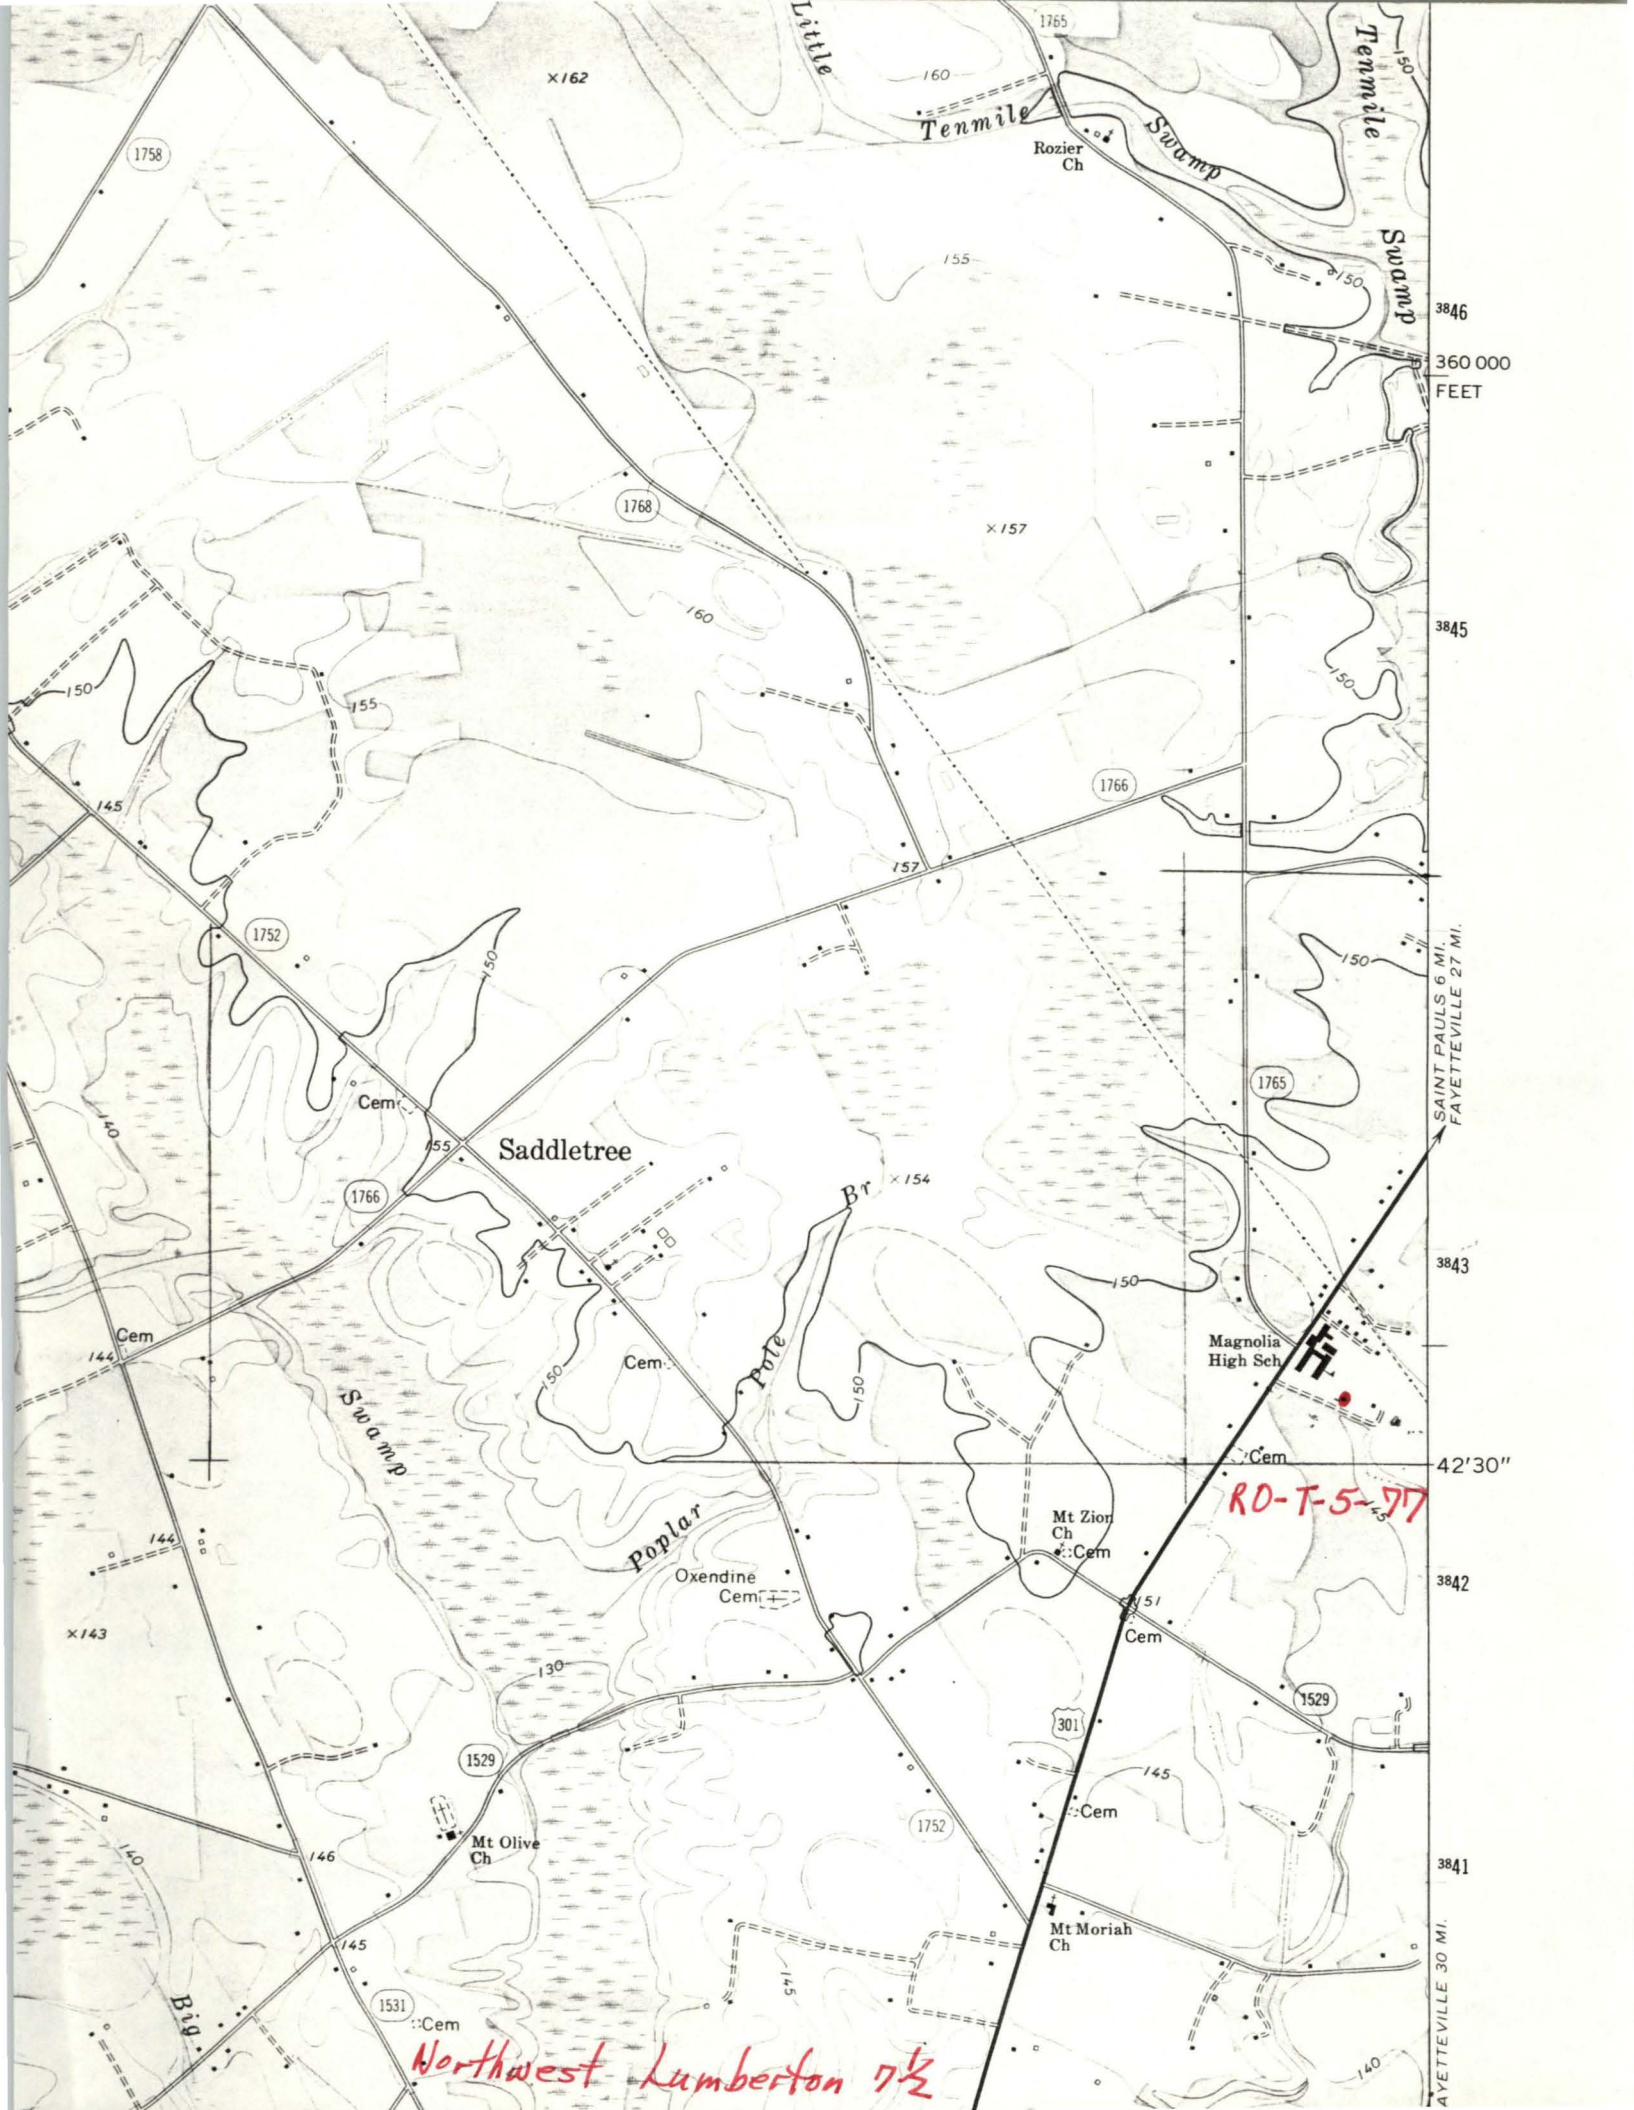 Little
1765
Tenmile
150
×162
160
Tenmile
Swamp
Rozier
Ch
1758
Swamp
155
150
3846
360 000
FEET
1768
×157
160
3845
150
150
155
1766
145
157
1752
150
150
SAINT PAULS 6 MI.
FAYETTEVILLE 27 MI.
1765
Cem
140
155
Saddletree
1766
Br
×154
150
3843
Cem
144
Magnolia
High Sch
Cem
Pole
150
150
Swamp
Cem
42'30"
RO-T-5-77
145
Poplar
Mt Zion
Ch
Cem
144
Oxendine
Cem
3842
151
Cem
×143
130
1529
301
1529
145
Cem
1752
140
Mt Olive
Ch
146
3841
Mt Moriah
Ch
145
145
Big
1531
Cem
140
AYETTEVILLE 30 MI.
Northwest Lumberton 7½